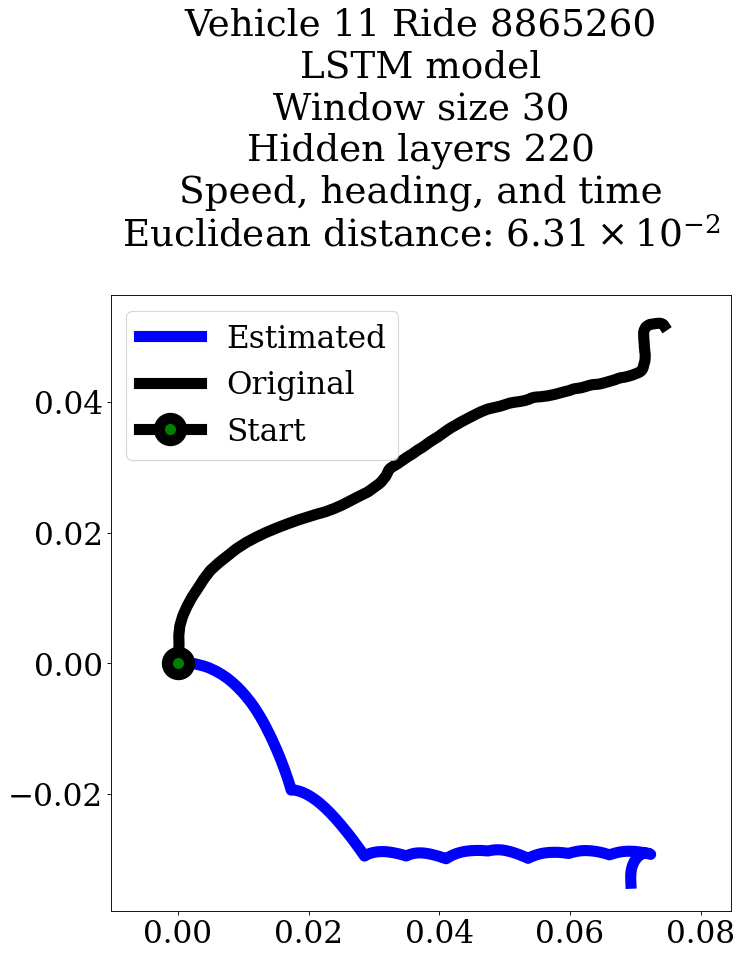 Vehicle 11 Ride 8865260
LSTM model
Window size 30
Hidden layers 220
Speed, heading, and time
Euclidean distance: 6.31 × 10⁻²
Estimated
Original
Start
0.04
0.02
0.00
−0.02
0.00 0.02 0.04 0.06 0.08